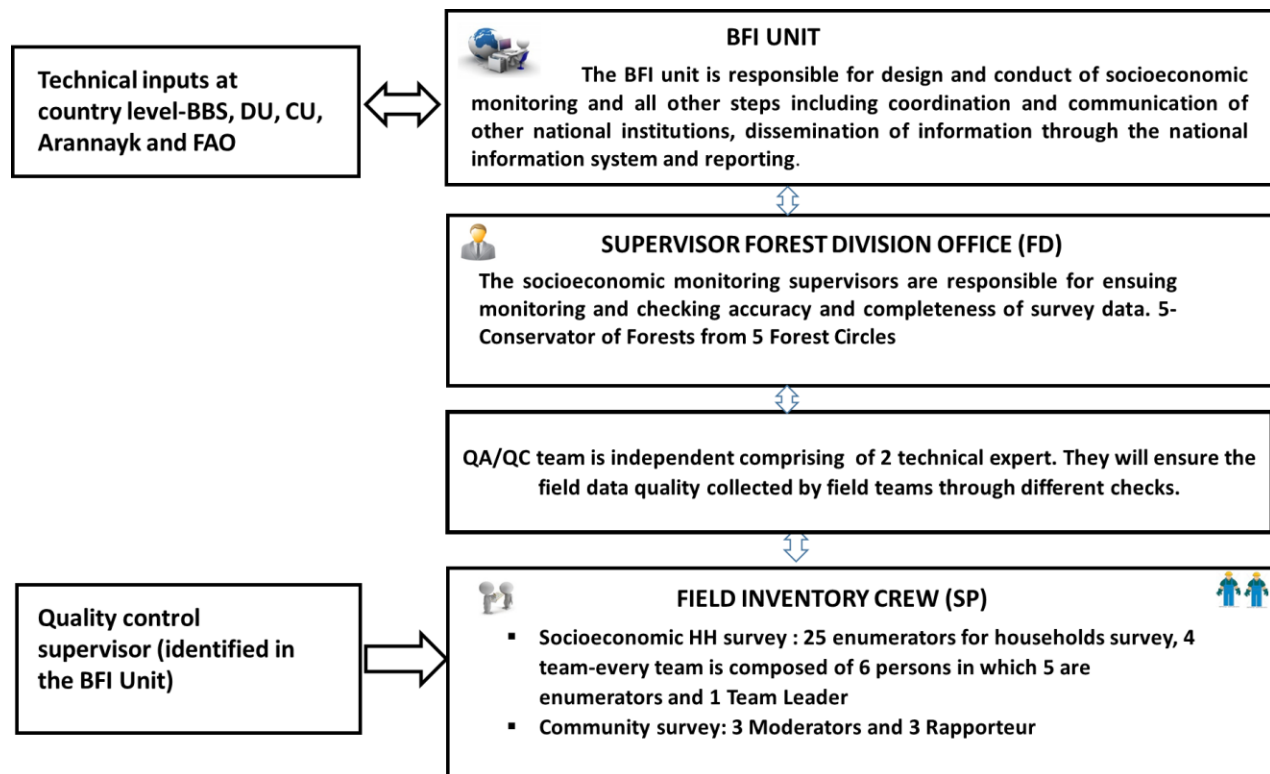 Technical inputs at
country level-BBS, DU, CU,
Arannayk and FAO
BFI UNIT
The BFI unit is responsible for design and conduct of socioeconomic
monitoring and all other steps including coordination and communication of
other national institutions, dissemination of information through the national
information system and reporting.
SUPERVISOR FOREST DIVISION OFFICE (FD)
The socioeconomic monitoring supervisors are responsible for ensuing
monitoring and checking accuracy and completeness of survey data. 5-
Conservator of Forests from 5 Forest Circles
QA/QC team is independent comprising of 2 technical expert. They will ensure the
field data quality collected by field teams through different checks.
Quality control
supervisor (identified in
the BFI Unit)
FIELD INVENTORY CREW (SP)
▪ Socioeconomic HH survey : 25 enumerators for households survey, 4
team-every team is composed of 6 persons in which 5 are
enumerators and 1 Team Leader
▪ Community survey: 3 Moderators and 3 Rapporteur